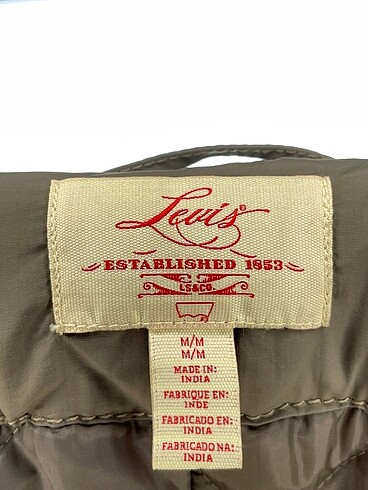 Levi's®
ESTABLISHED 1853
LS&CO.
M/M
M/M
MADE IN:
INDIA
FABRIQUE EN:
INDE
FABRICADO EN:
INDIA
FABRICADO NA:
INDIA